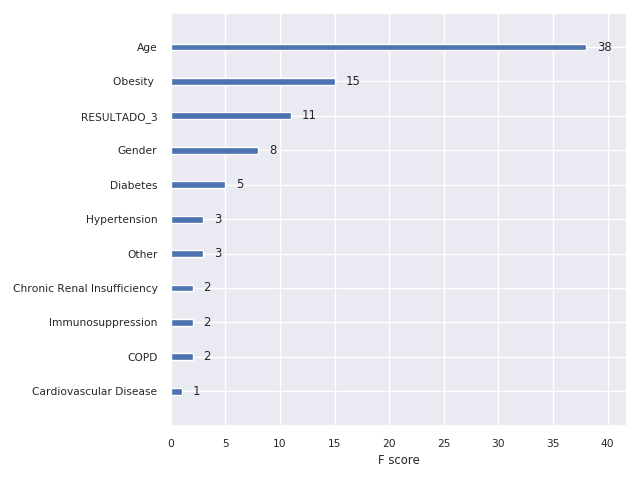 Age 38
Obesity 15
RESULTADO_3 11
Gender 8
Diabetes 5
Hypertension 3
Other 3
Chronic Renal Insufficiency 2
Immunosuppression 2
COPD 2
Cardiovascular Disease 1
0 5 10 15 20 25 30 35 40
F score